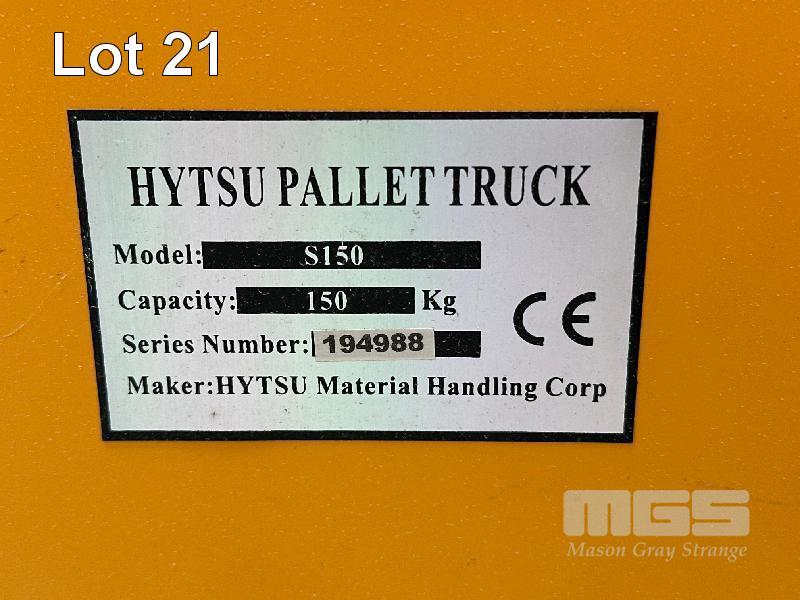 Lot 21
HYTSU PALLET TRUCK
Model: S150
Capacity: 150 Kg
Series Number: 194988
Maker:HYTSU Material Handling Corp
CE
MGS
Mason Gray Strange